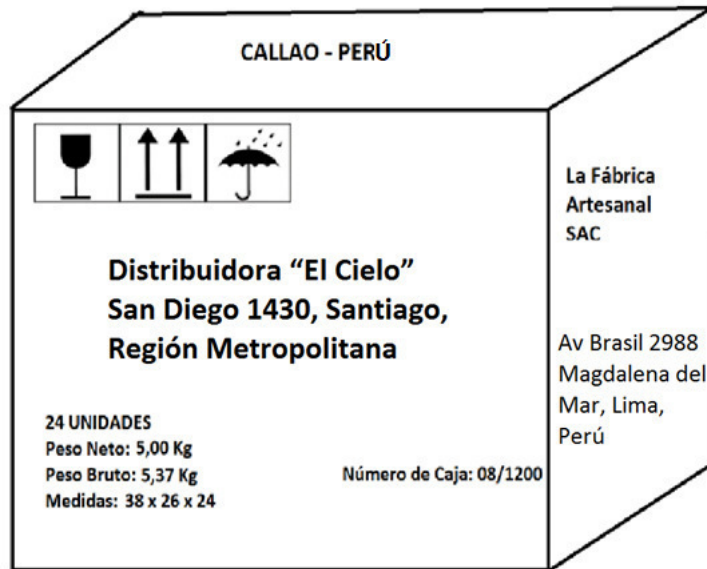 CALLAO - PERÚ
Distribuidora “El Cielo”
San Diego 1430, Santiago,
Región Metropolitana
24 UNIDADES
Peso Neto: 5,00 Kg
Peso Bruto: 5,37 Kg
Medidas: 38 x 26 x 24
Número de Caja: 08/1200
La Fábrica
Artesanal
SAC
Av Brasil 2988
Magdalena del
Mar, Lima,
Perú